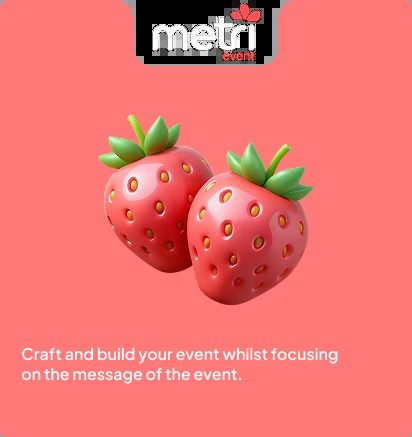 metri
event
Craft and build your event whilst focusing
on the message of the event.